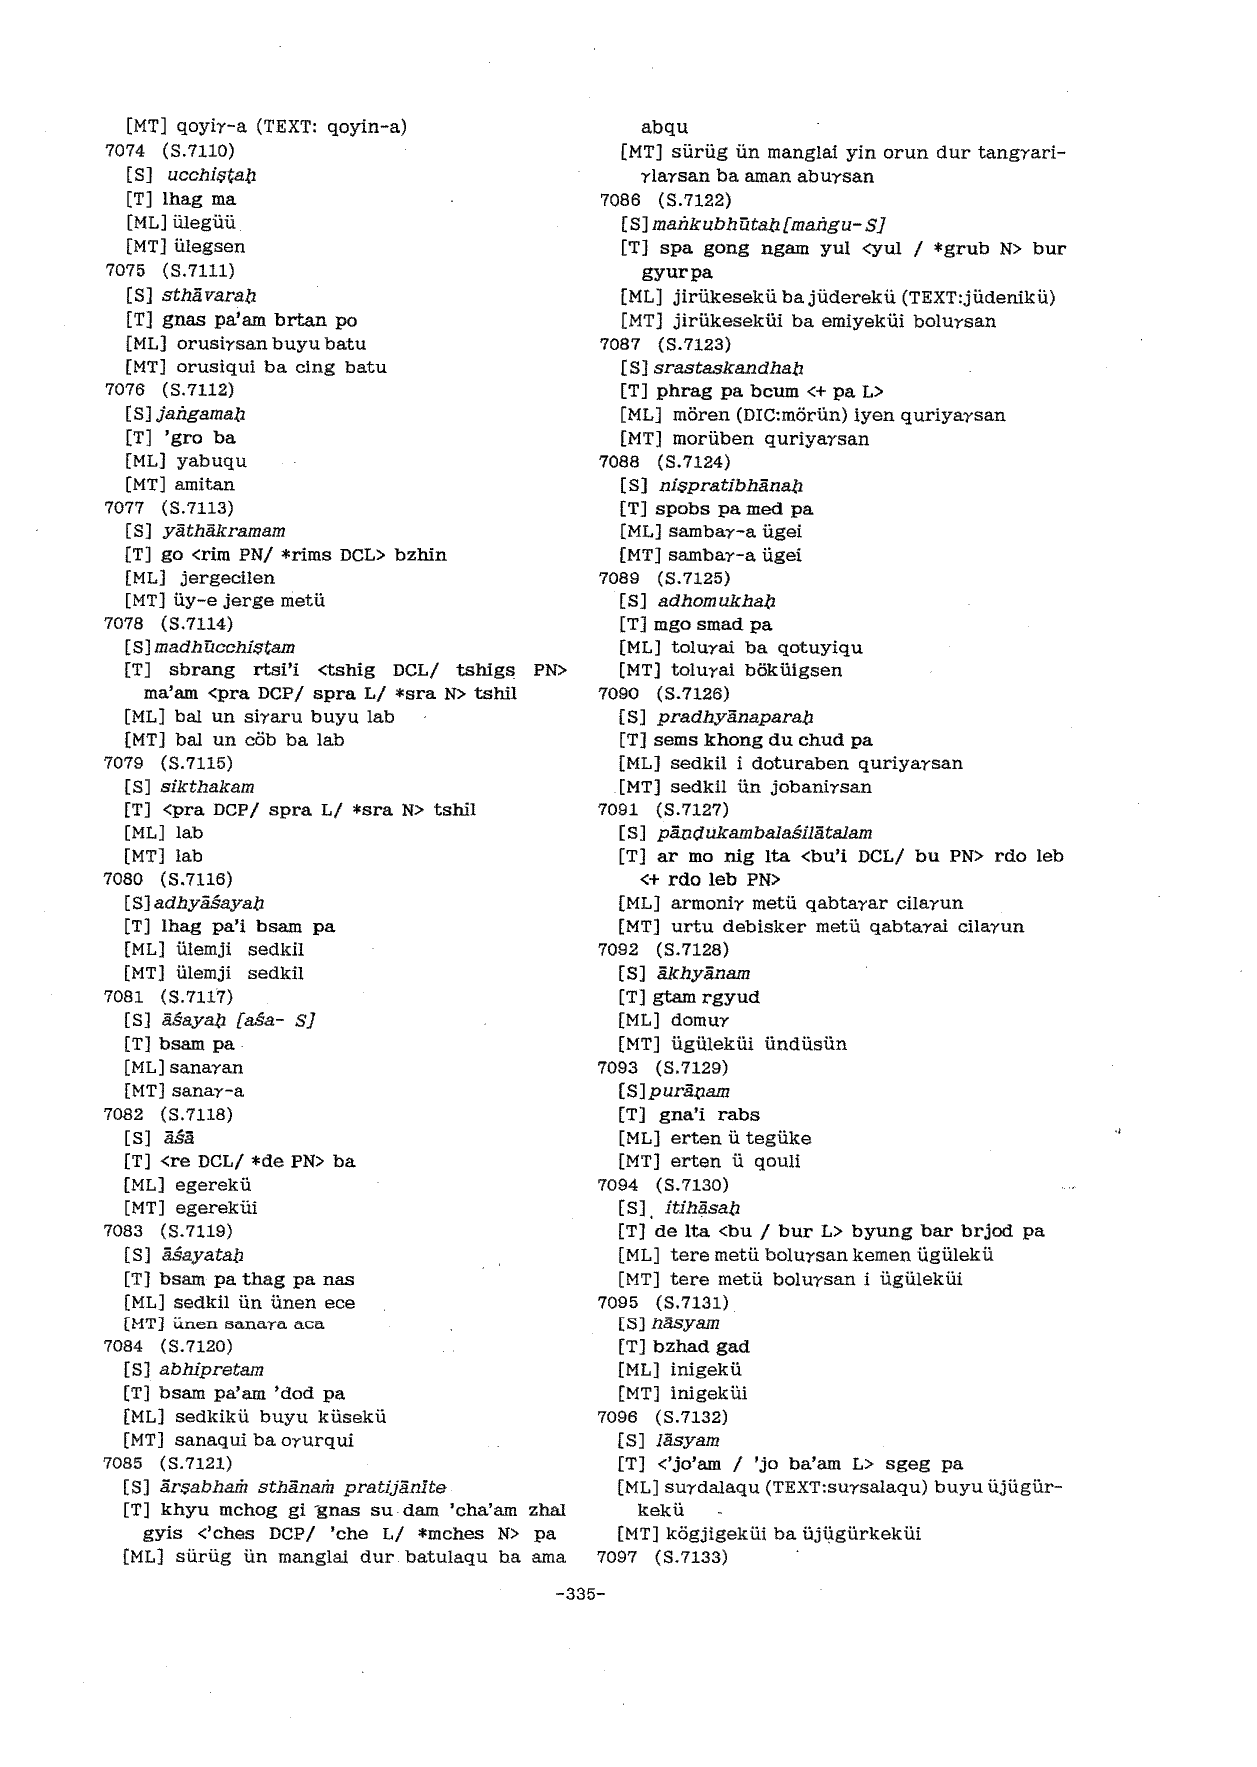 [MT] qoyiγ-a (TEXT: qoyin-a)
7074 (S.7110)
[S] ucchiṣṭaḥ
[T] lhag ma
[ML] ülegüü
[MT] ülegsen
7075 (S.7111)
[S] sthāvaraḥ
[T] gnas pa'am brtan po
[ML] orusiγsan buyu batu
[MT] orusiqui ba cing batu
7076 (S.7112)
[S] jaṅgamaḥ
[T] 'gro ba
[ML] yabuqu
[MT] amitan
7077 (S.7113)
[S] yāthākramam
[T] go <rim PN/ *rims DCL> bzhin
[ML] jergecilen
[MT] üy-e jerge metü
7078 (S.7114)
[S] madhūcchiṣṭam
[T] sbrang rtsi'i <tshig DCL/ tshigs PN>
ma'am <pra DCP/ spra L/ *sra N> tshil
[ML] bal un siγaru buyu lab
[MT] bal un cöb ba lab
7079 (S.7115)
[S] sikthakam
[T] <pra DCP/ spra L/ *sra N> tshil
[ML] lab
[MT] lab
7080 (S.7116)
[S] adhyāśayaḥ
[T] lhag pa'i bsam pa
[ML] ülemji sedkil
[MT] ülemji sedkil
7081 (S.7117)
[S] āśayaḥ [aśa- S]
[T] bsam pa
[ML] sanaγan
[MT] sanaγ-a
7082 (S.7118)
[S] āśā
[T] <re DCL/ *de PN> ba
[ML] egerekü
[MT] egereküi
7083 (S.7119)
[S] āśayataḥ
[T] bsam pa thag pa nas
[ML] sedkil ün ünen ece
[MT] ünen sanaγa aca
7084 (S.7120)
[S] abhipretam
[T] bsam pa'am 'dod pa
[ML] sedkikü buyu küsekü
[MT] sanaqui ba oγurqui
7085 (S.7121)
[S] ārṣabhaṁ sthānaṁ pratijānīte
[T] khyu mchog gi gnas su dam 'cha'am zhal
gyis <'ches DCP/ 'che L/ *mches N> pa
[ML] sürüg ün manglai dur batulaqu ba ama
abqu
[MT] sürüg ün manglai yin orun dur tangγari-
γlaγsan ba aman abuγsan
7086 (S.7122)
[S] maṅkubhūtaḥ [maṅgu- S]
[T] spa gong ngam yul <yul / *grub N> bur
gyur pa
[ML] jirükesekü ba jüderekü (TEXT:jüdenikü)
[MT] jirükeseküi ba emiyeküi boluγsan
7087 (S.7123)
[S] srastaskandhaḥ
[T] phrag pa bcum <+ pa L>
[ML] mören (DIC:mörün) iyen quriyaγsan
[MT] morüben quriyaγsan
7088 (S.7124)
[S] niṣpratibhānaḥ
[T] spobs pa med pa
[ML] sambaγ-a ügei
[MT] sambaγ-a ügei
7089 (S.7125)
[S] adhomukhaḥ
[T] mgo smad pa
[ML] toluγai ba qotuyiqu
[MT] toluγai böküigsen
7090 (S.7126)
[S] pradhyānaparaḥ
[T] sems khong du chud pa
[ML] sedkil i doturaben quriyaγsan
[MT] sedkil ün jobaniγsan
7091 (S.7127)
[S] pāṇḍukambalaśilātalam
[T] ar mo nig lta <bu'i DCL/ bu PN> rdo leb
<+ rdo leb PN>
[ML] armoniγ metü qabtaγar cilaγun
[MT] urtu debisker metü qabtaγai cilaγun
7092 (S.7128)
[S] ākhyānam
[T] gtam rgyud
[ML] domuγ
[MT] ügüleküi ündüsün
7093 (S.7129)
[S] purāṇam
[T] gna'i rabs
[ML] erten ü tegüke
[MT] erten ü qouli
7094 (S.7130)
[S] itihāsaḥ
[T] de lta <bu / bur L> byung bar brjod pa
[ML] tere metü boluγsan kemen ügülekü
[MT] tere metü boluγsan i ügüleküi
7095 (S.7131)
[S] hāsyam
[T] bzhad gad
[ML] inigekü
[MT] inigeküi
7096 (S.7132)
[S] lāsyam
[T] <'jo'am / 'jo ba'am L> sgeg pa
[ML] suγdalaqu (TEXT:suγsalaqu) buyu üjügür-
kekü
[MT] kögjigeküi ba üjügürkeküi
7097 (S.7133)
-335-